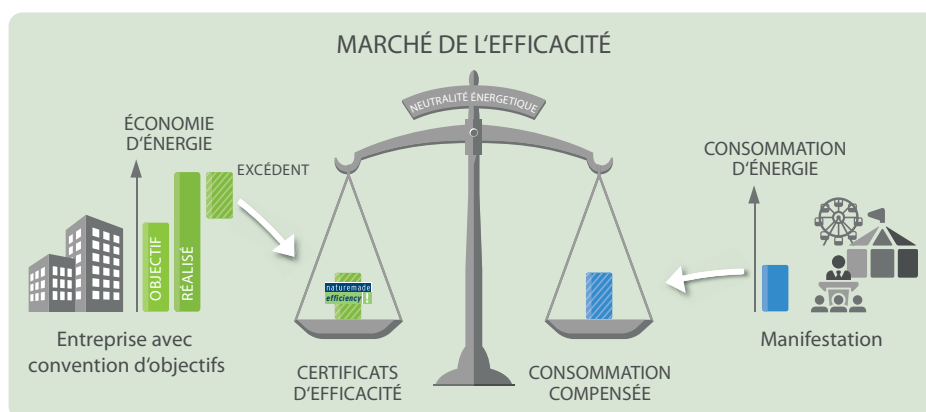 MARCHÉ DE L'EFFICACITÉ
NEUTRALITÉ ÉNERGETIQUE
ÉCONOMIE
D'ÉNERGIE
EXCÉDENT
OBJECTIF
RÉALISÉ
Entreprise avec
convention d'objectifs
naturemade
efficiency!
CERTIFICATS
D'EFFICACITÉ
CONSOMMATION
COMPENSÉE
CONSOMMATION
D'ÉNERGIE
Manifestation